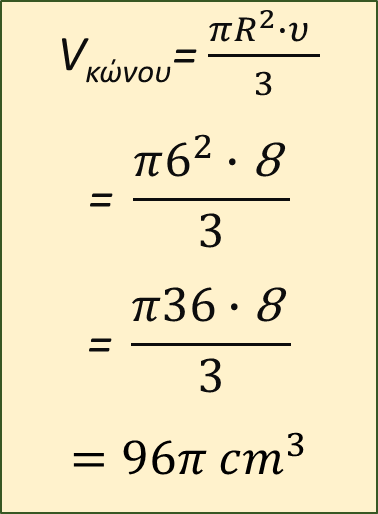 Vκώνου = πR²·υ / 3
= π6² · 8 / 3
= π36 · 8 / 3
= 96π cm³